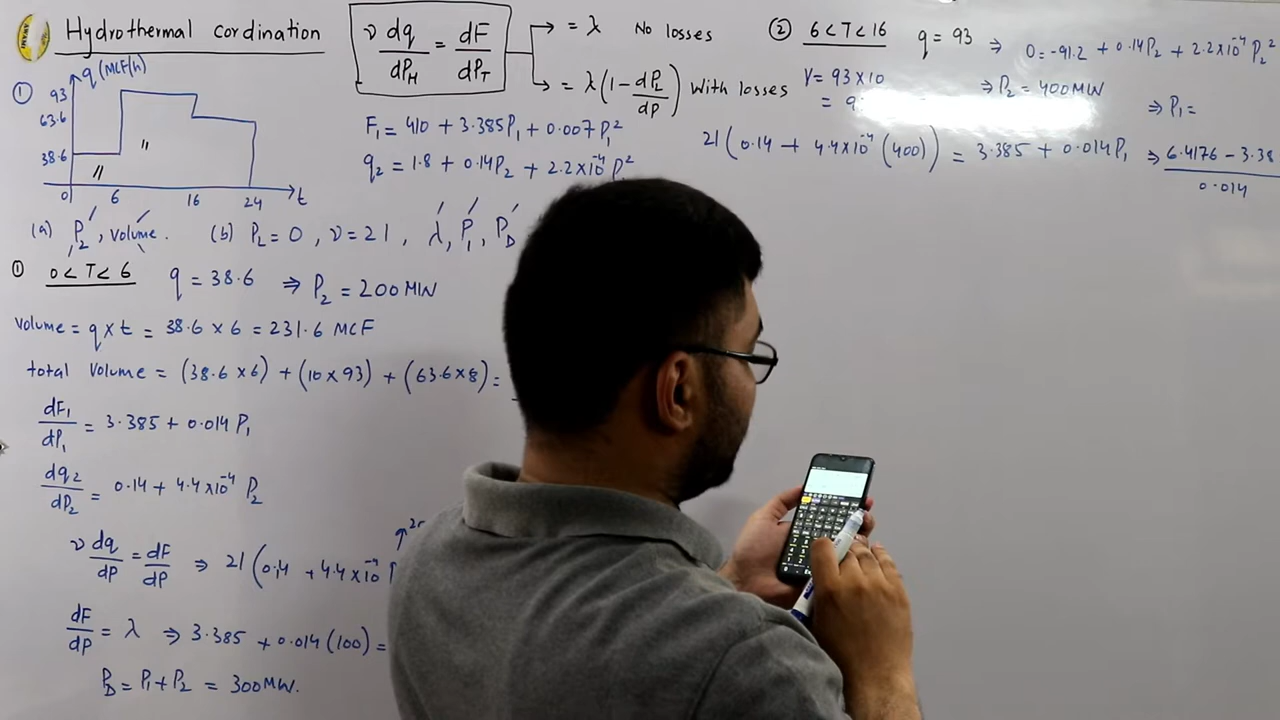 Hydrothermal cordination
ν dq/dP_H = dF/dP_T
→ = λ No losses
→ = λ(1 - dP_L/dP) With losses
① q (MCF/h)
93
63.6
38.6
0 6 16 24 t
F₁ = 410 + 3.385P₁ + 0.007P₁²
q₂ = 1.8 + 0.14P₂ + 2.2×10⁻⁴ P₂²
(a) P₂, volume. (b) P_L = 0, ν = 21, λ, P₁, P_D
① 0<T<6 q = 38.6 ⇒ P₂ = 200MW
Volume = q×t = 38.6 × 6 = 231.6 MCF
total Volume = (38.6×6) + (10×93) + (63.6×8) =
dF₁/dP₁ = 3.385 + 0.014 P₁
dq₂/dP₂ = 0.14 + 4.4×10⁻⁴ P₂
ν dq/dP = dF/dP ⇒ 21(0.14 + 4.4×10⁻⁴
dF/dP = λ ⇒ 3.385 + 0.014(100) =
P_D = P₁ + P₂ = 300MW.
② 6<T<16 q = 93 ⇒ 0 = -91.2 + 0.14P₂ + 2.2×10⁻⁴ P₂²
V = 93×10 ⇒ P₂ = 400MW ⇒ P₁ =
= 9
21(0.14 + 4.4×10⁻⁴(400)) = 3.385 + 0.014P₁ ⇒ 6.4176 - 3.38
0.014